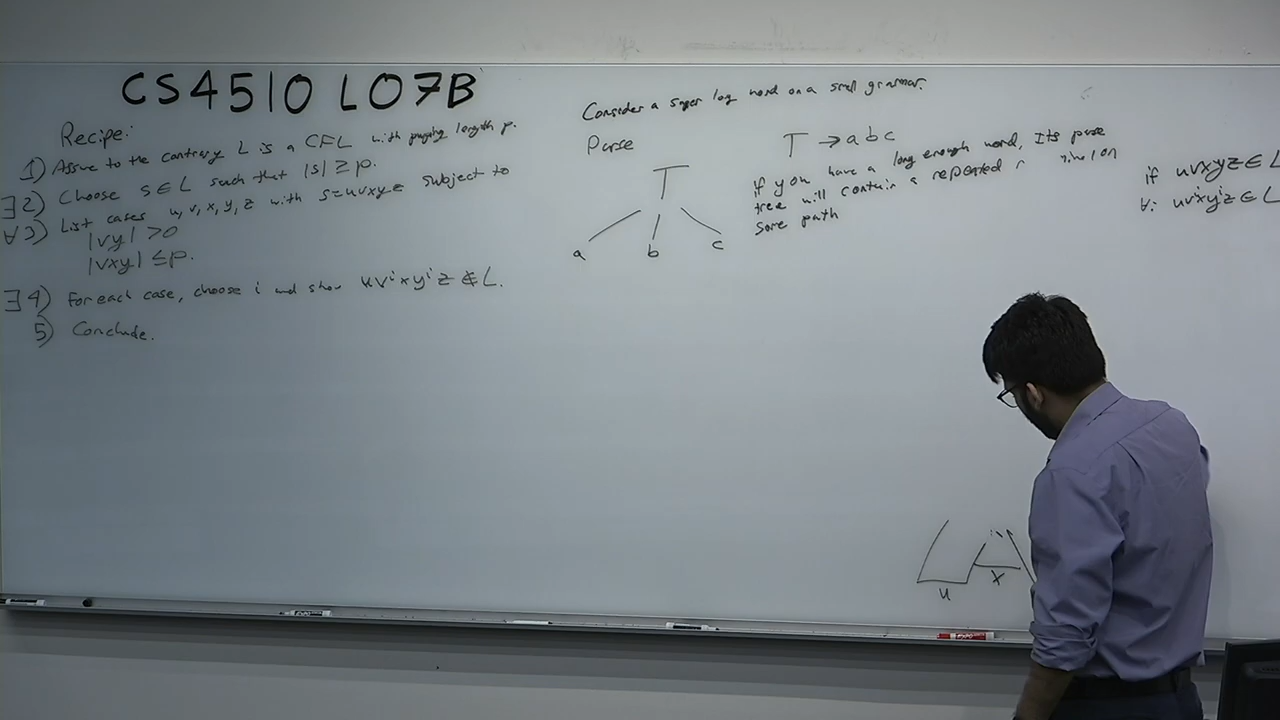 CS4510 L07B
Recipe:
1) Assume to the contrary L is a CFL with pumping length p.
∃2) Choose s∈L such that |s|≥p.
∀3) List cases u,v,x,y,z with s=uvxyz subject to
|vy|>0
|vxy|≤p.
∃4) For each case, choose i and show uvⁱxyⁱz∉L.
5) Conclude.
Consider a super long word on a small grammar.
Parse
T
a b c
T → abc
If you have a long enough word, Its parse
tree will contain a repeated on
some path
if uvxyz∈L
∀i uvⁱxyⁱz∈L
u x